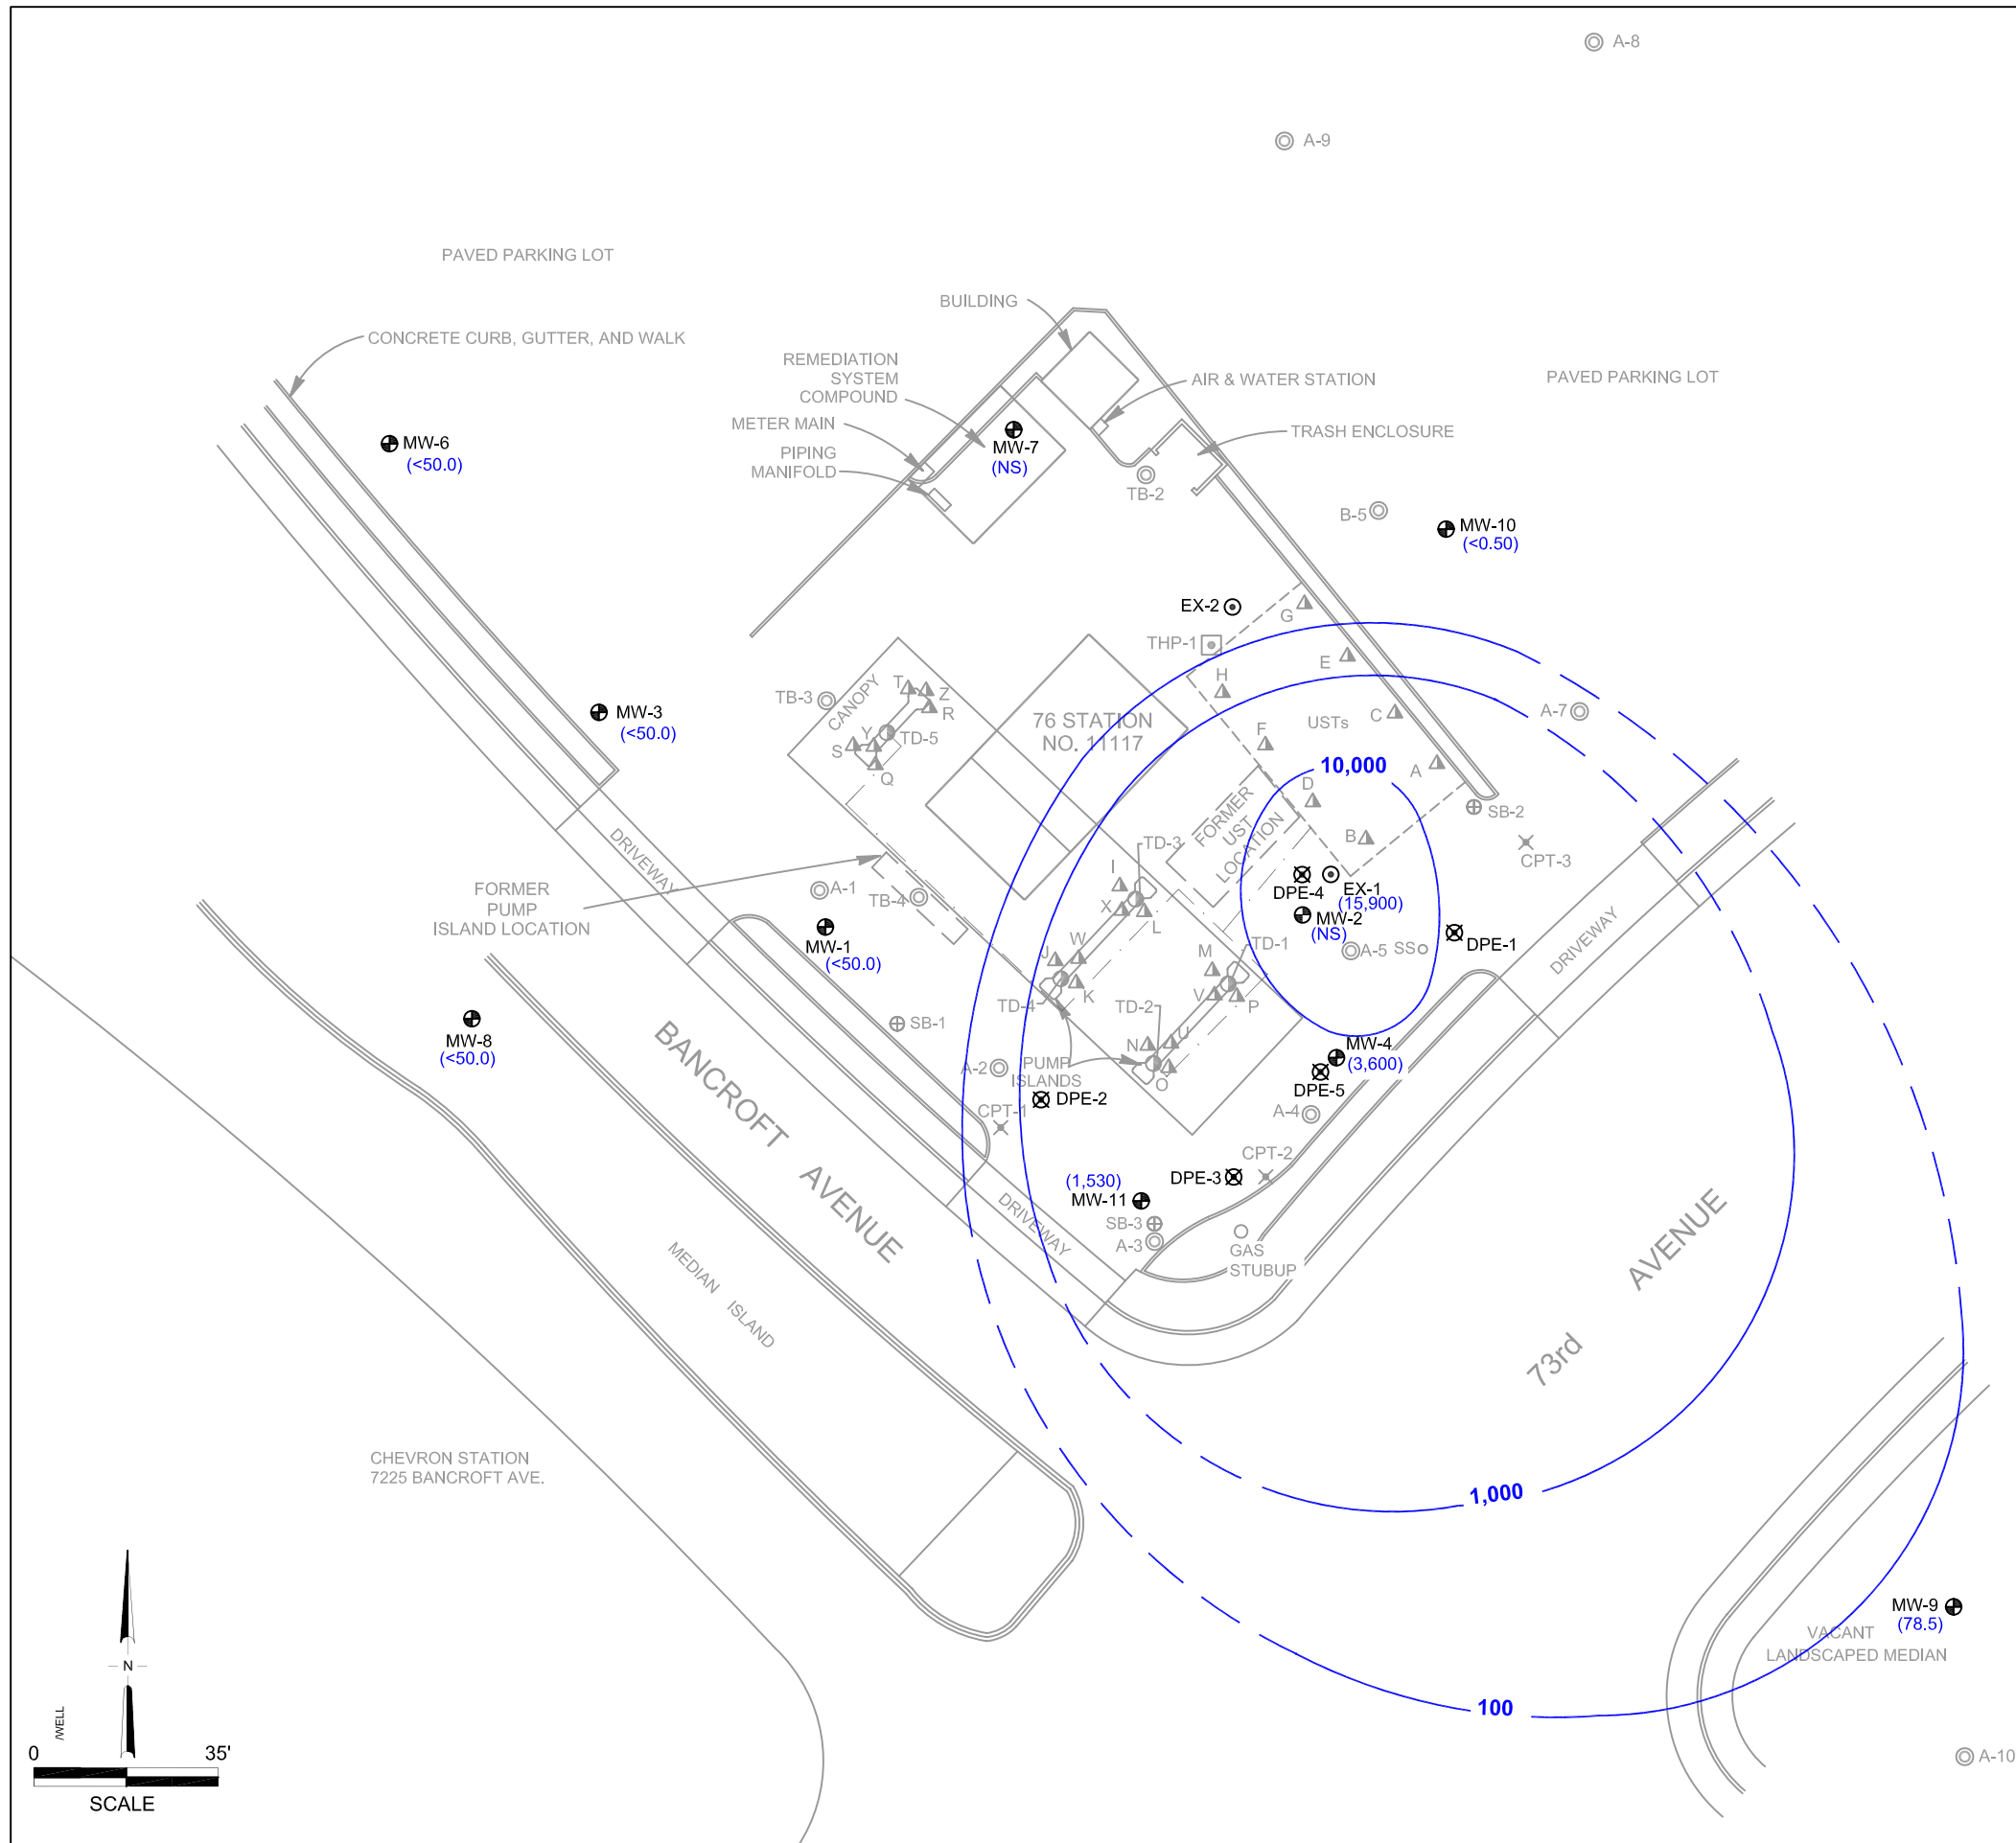 A-8
A-9
PAVED PARKING LOT
BUILDING
CONCRETE CURB, GUTTER, AND WALK
REMEDIATION
SYSTEM
COMPOUND
AIR & WATER STATION
PAVED PARKING LOT
METER MAIN
TRASH ENCLOSURE
PIPING
MANIFOLD
MW-6
(<50.0)
MW-7
(NS)
TB-2
B-5
MW-10
(<0.50)
EX-2
G
THP-1
E
H
TB-3
CANOPY
T
Z
R
S
Y
TD-5
Q
76 STATION
NO. 11117
USTs
C
A-7
F
A
MW-3
(<50.0)
10,000
D
B
SB-2
CPT-3
FORMER
UST
LOCATION
DRIVEWAY
TD-3
I
X
L
DPE-4
EX-1
(15,900)
MW-2
(NS)
A-5
SS
DPE-1
DRIVEWAY
FORMER
PUMP
ISLAND LOCATION
A-1
TB-4
MW-1
(<50.0)
J
W
K
TD-4
M
TD-1
V
P
TD-2
N
U
O
MW-8
(<50.0)
SB-1
A-2
PUMP
ISLANDS
MW-4
(3,600)
DPE-5
DPE-2
CPT-1
A-4
CPT-2
DPE-3
(1,530)
MW-11
SB-3
A-3
GAS
STUBUP
DRIVEWAY
BANCROFT AVENUE
MEDIAN ISLAND
73rd
AVENUE
CHEVRON STATION
7225 BANCROFT AVE.
1,000
MW-9
(78.5)
VACANT
LANDSCAPED MEDIAN
100
A-10
N
/WELL
0
35'
SCALE